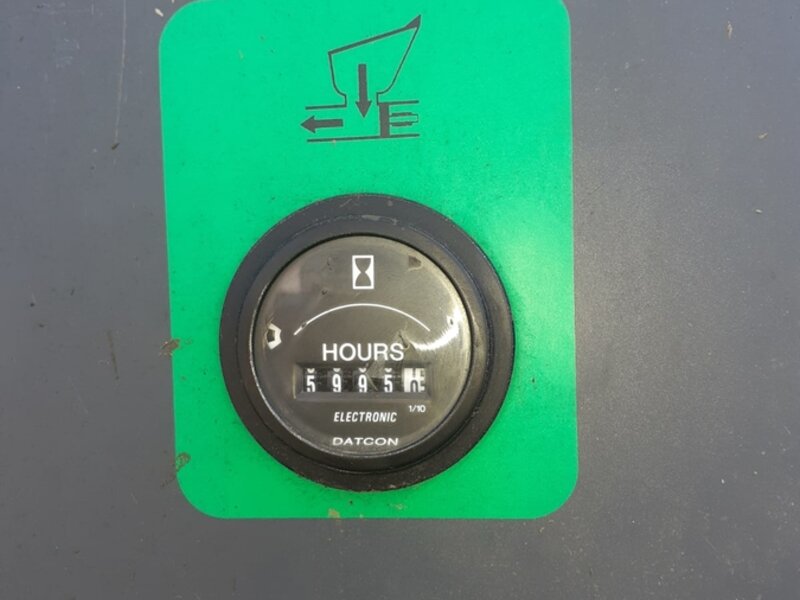 HOURS
5995
1/10
ELECTRONIC
DATCON